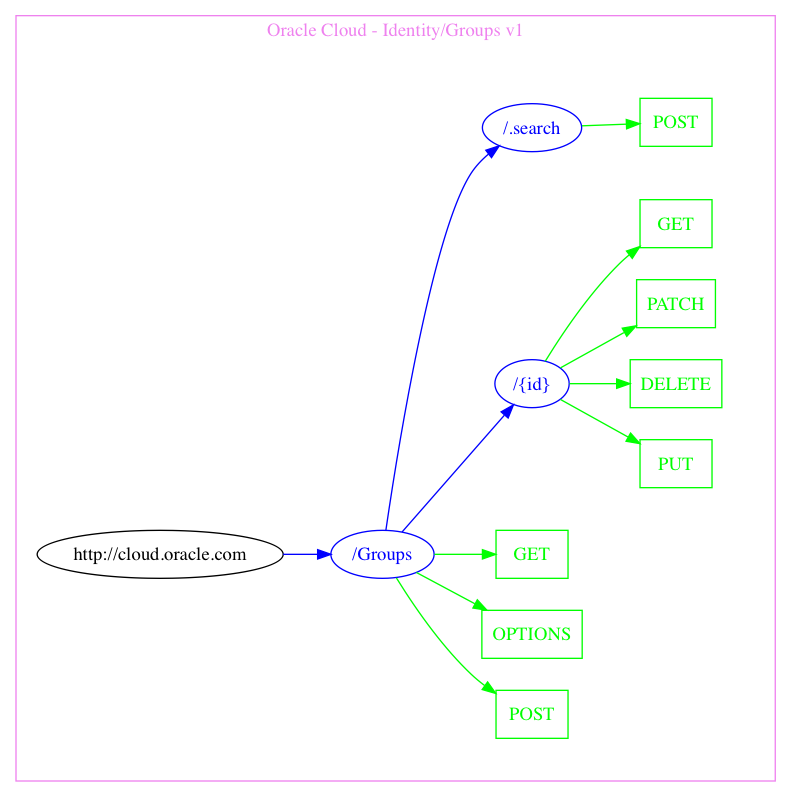 Oracle Cloud - Identity/Groups v1
/.search
POST
GET
PATCH
/{id}
DELETE
PUT
http://cloud.oracle.com
/Groups
GET
OPTIONS
POST